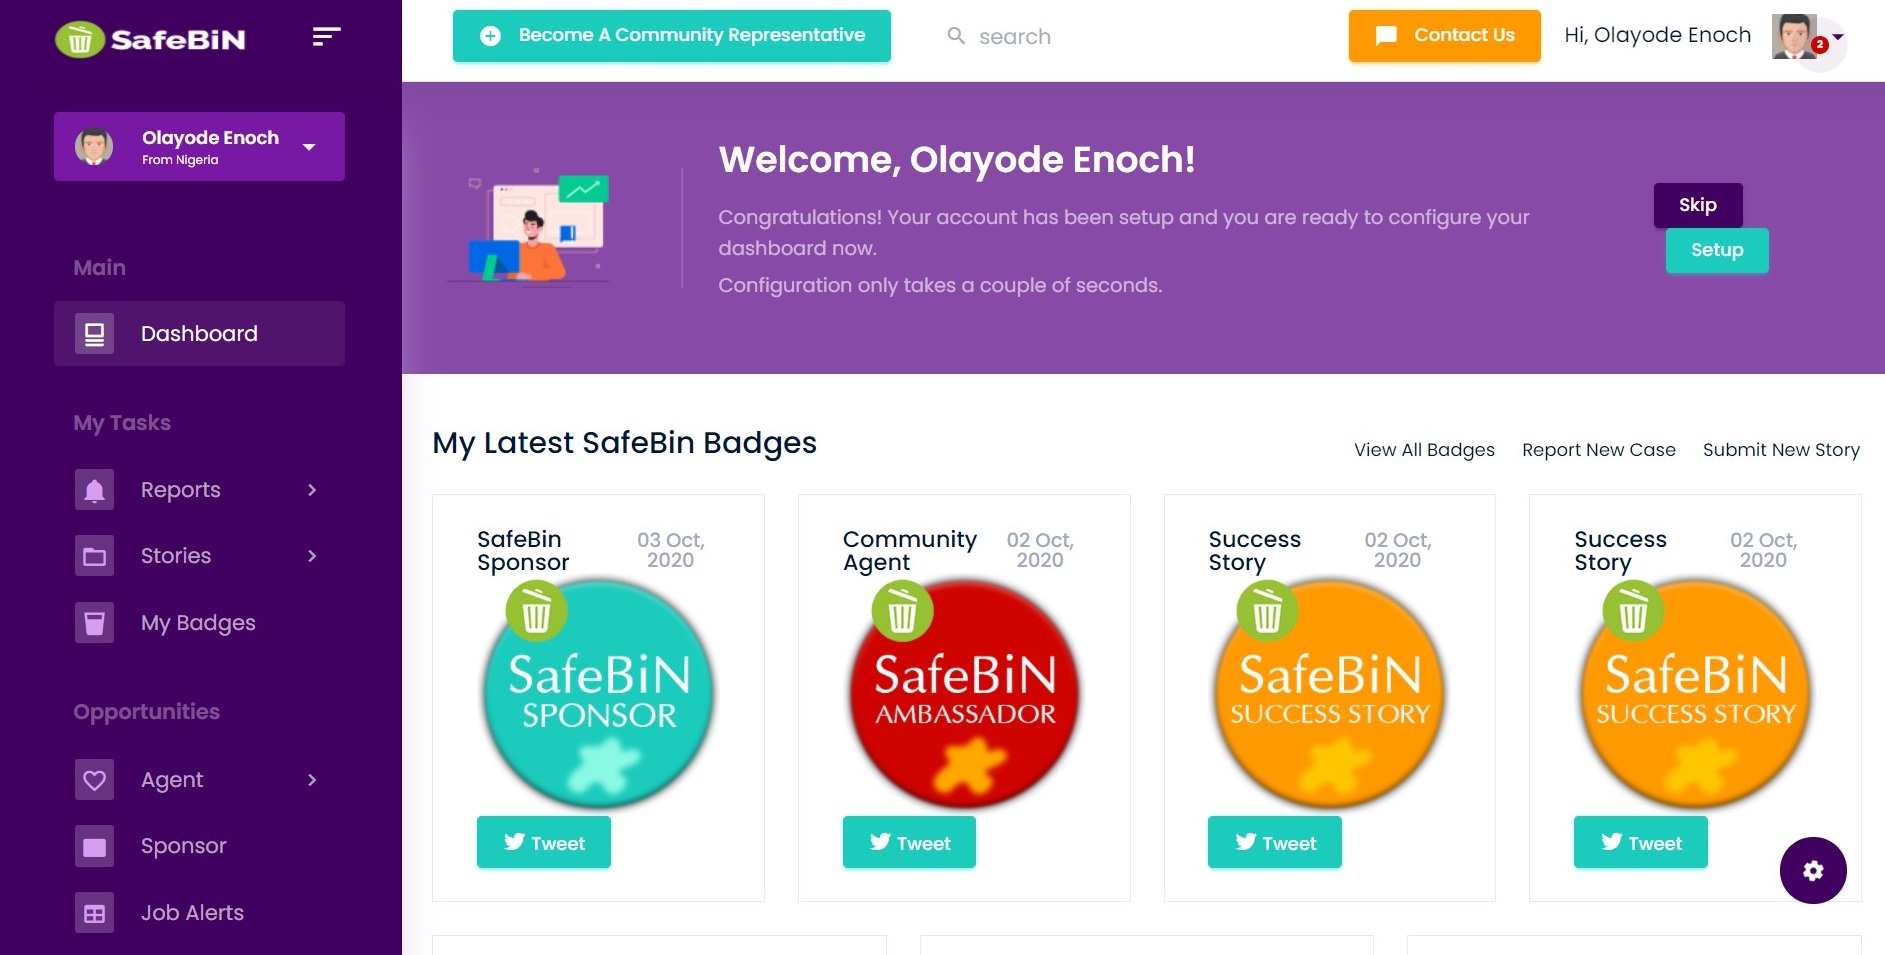 SafeBiN
Become A Community Representative
search
Contact Us
Hi, Olayode Enoch
2
Olayode Enoch
From Nigeria
Main
Dashboard
My Tasks
Reports
Stories
My Badges
Opportunities
Agent
Sponsor
Job Alerts
Welcome, Olayode Enoch!
Congratulations! Your account has been setup and you are ready to configure your
dashboard now.
Configuration only takes a couple of seconds.
Skip
Setup
My Latest SafeBin Badges
View All Badges
Report New Case
Submit New Story
SafeBin
Sponsor
03 Oct,
2020
SafeBiN
SPONSOR
Tweet
Community
Agent
02 Oct,
2020
SafeBiN
AMBASSADOR
Tweet
Success
Story
02 Oct,
2020
SafeBiN
SUCCESS STORY
Tweet
Success
Story
02 Oct,
2020
SafeBiN
SUCCESS STORY
Tweet